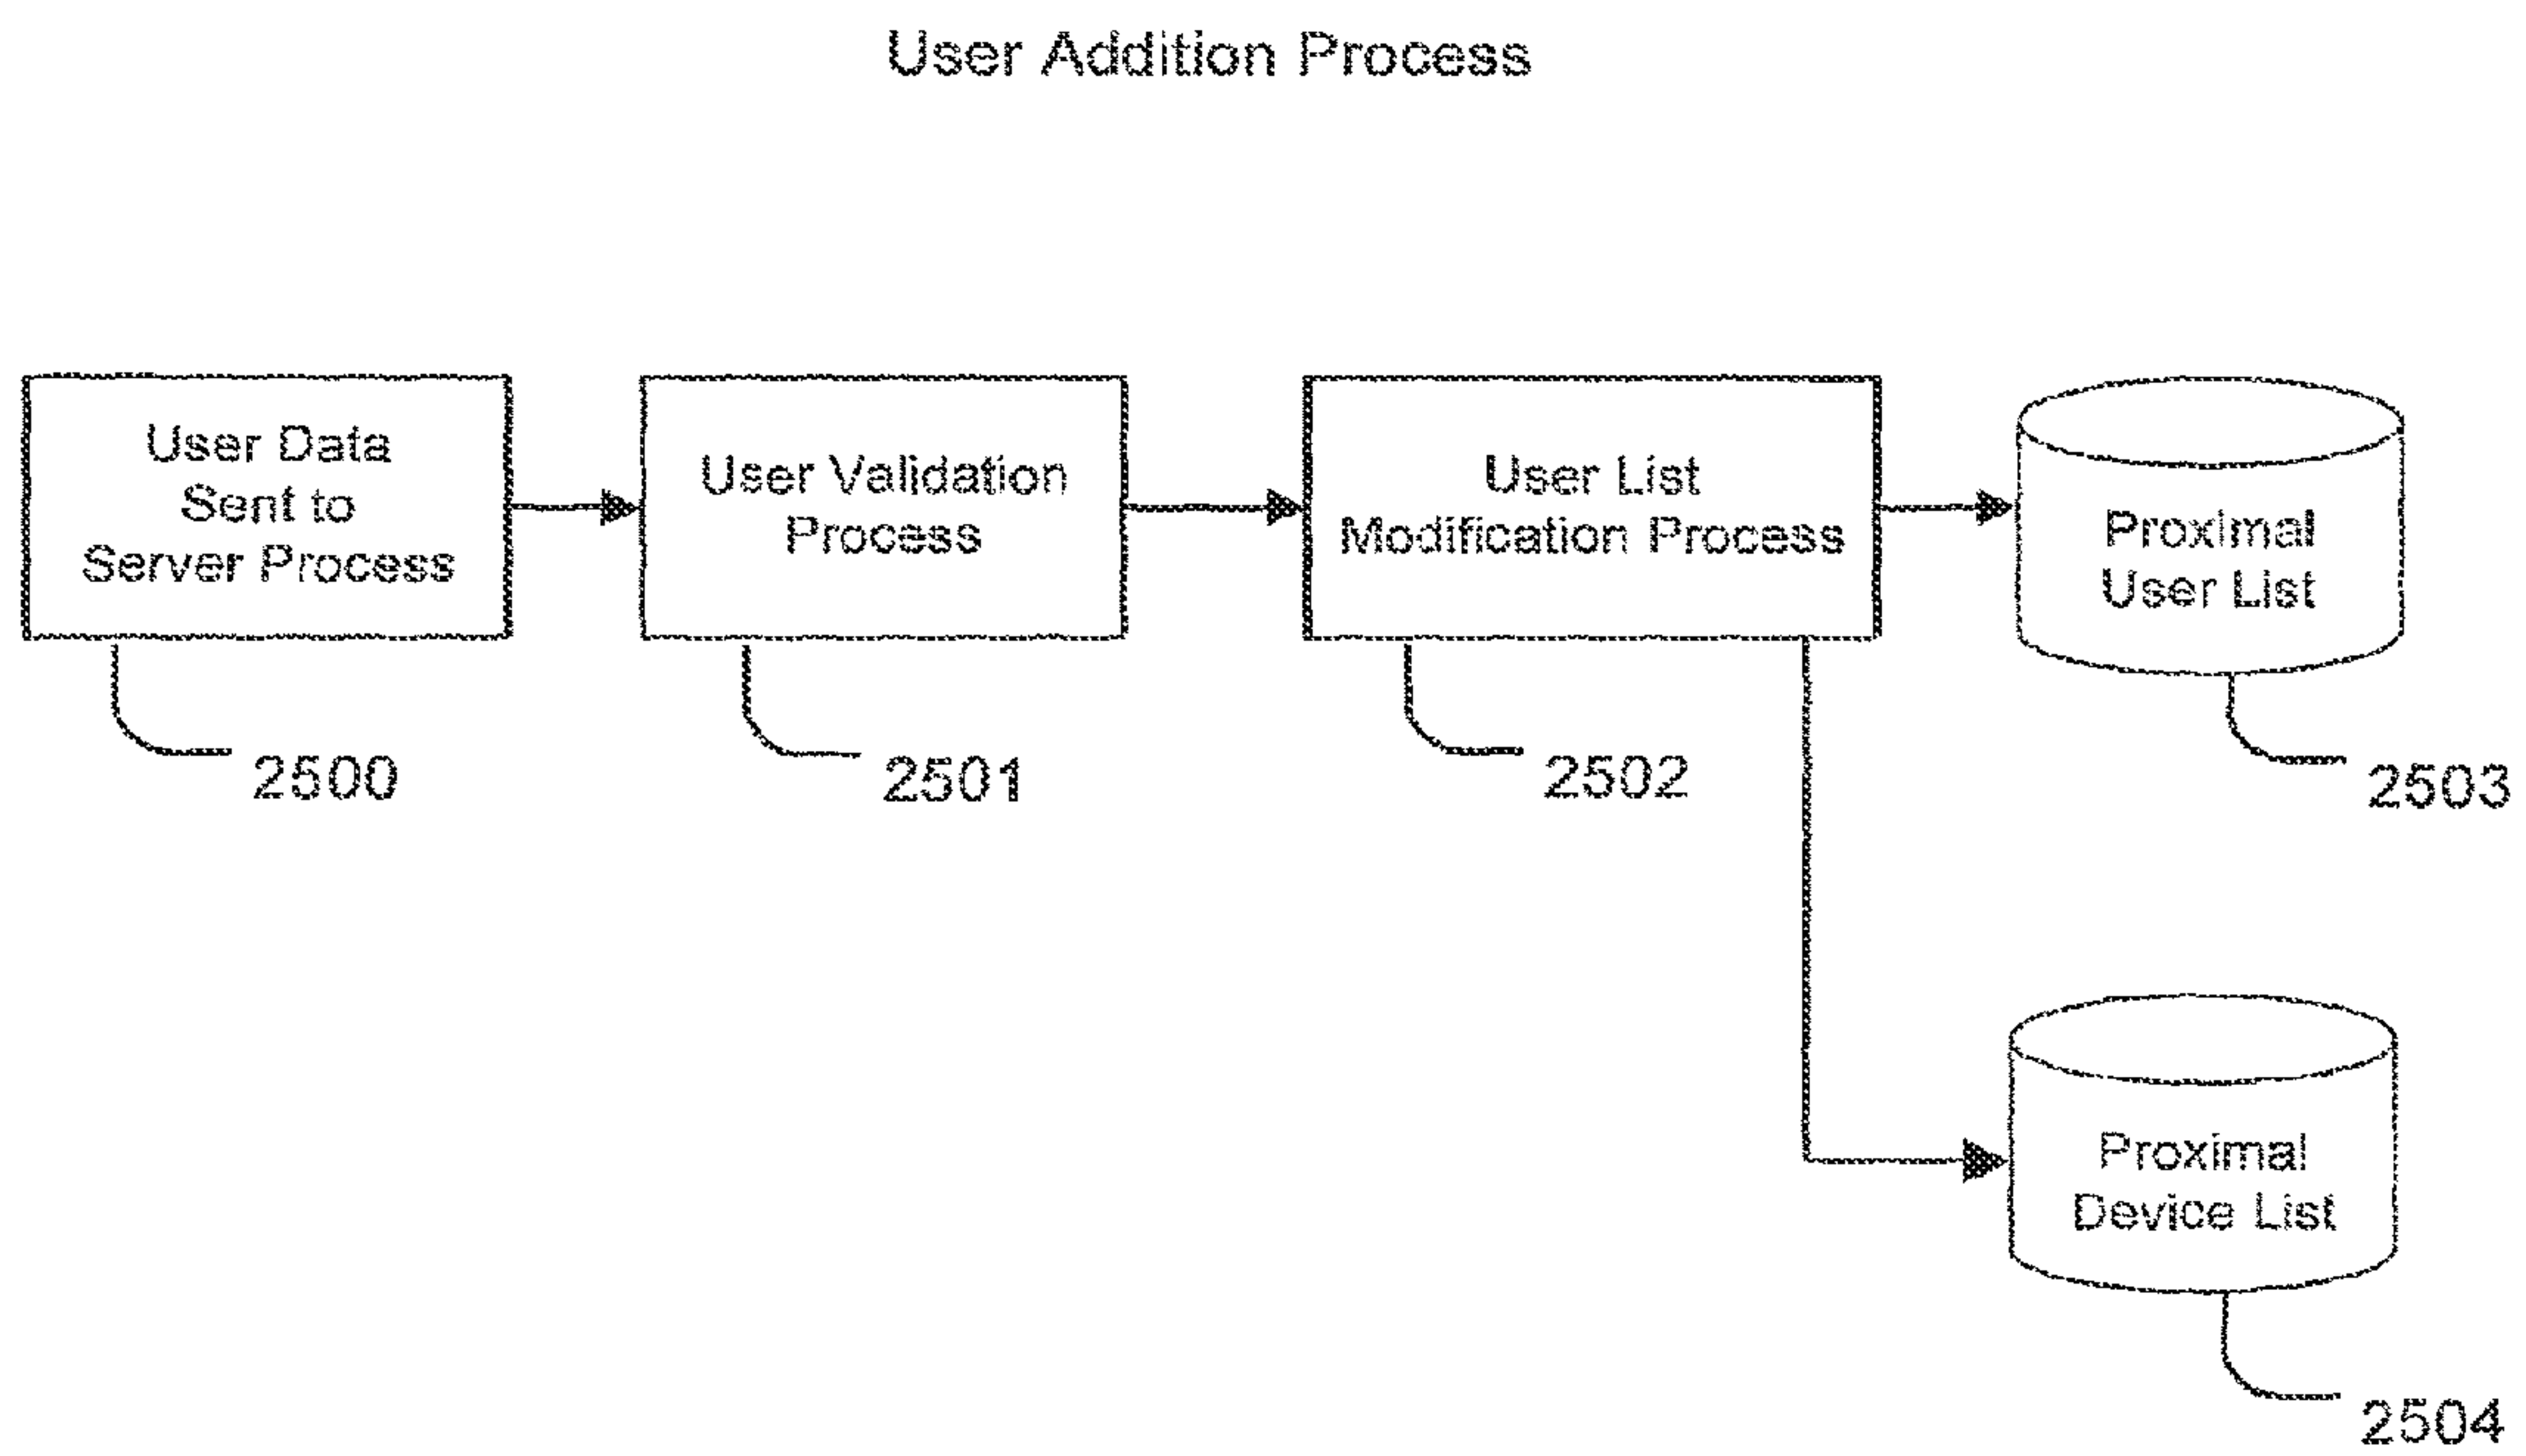 User Addition Process
User Data
Sent to
Server Process
User Validation
Process
User List
Modification Process
Proximal
User List
2500
2501
2502
2503
Proximal
Device List
2504